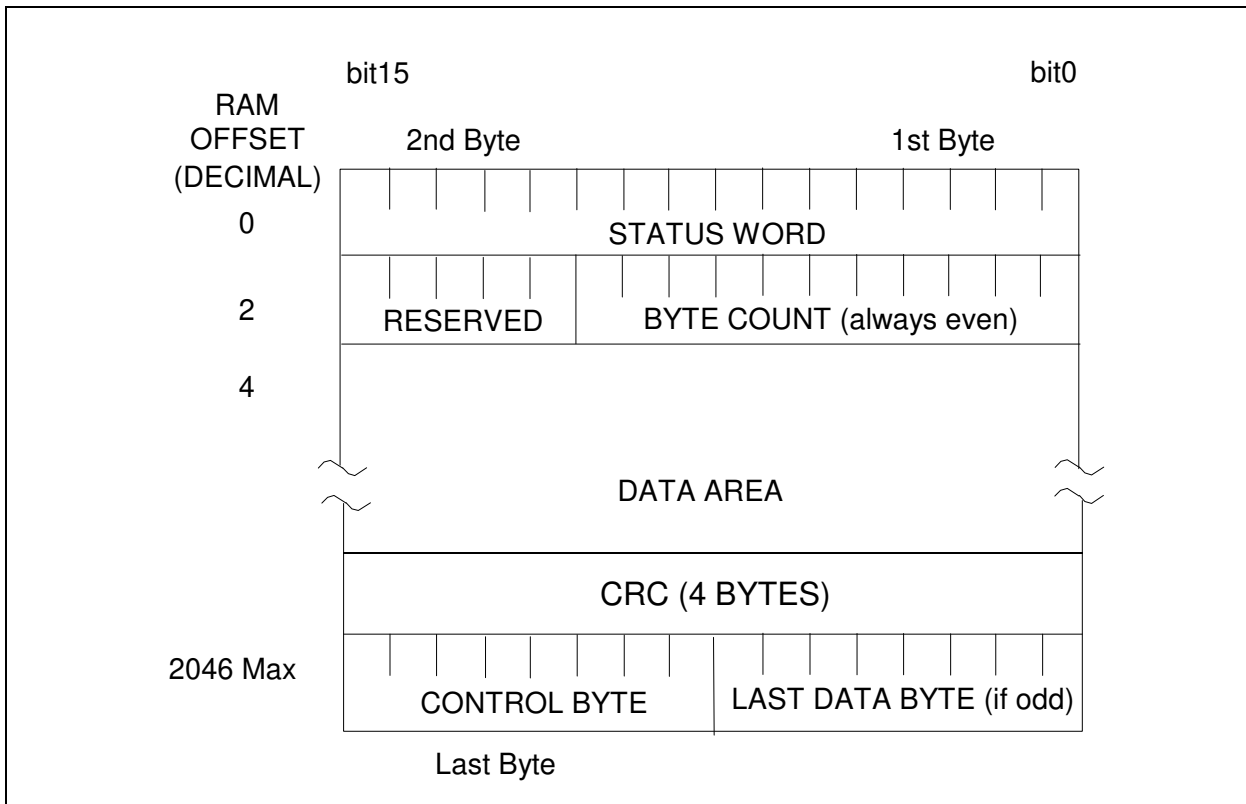 bit15 bit0
RAM
OFFSET
(DECIMAL)
2nd Byte 1st Byte
0
STATUS WORD
2
RESERVED BYTE COUNT (always even)
4
DATA AREA
CRC (4 BYTES)
2046 Max
CONTROL BYTE LAST DATA BYTE (if odd)
Last Byte